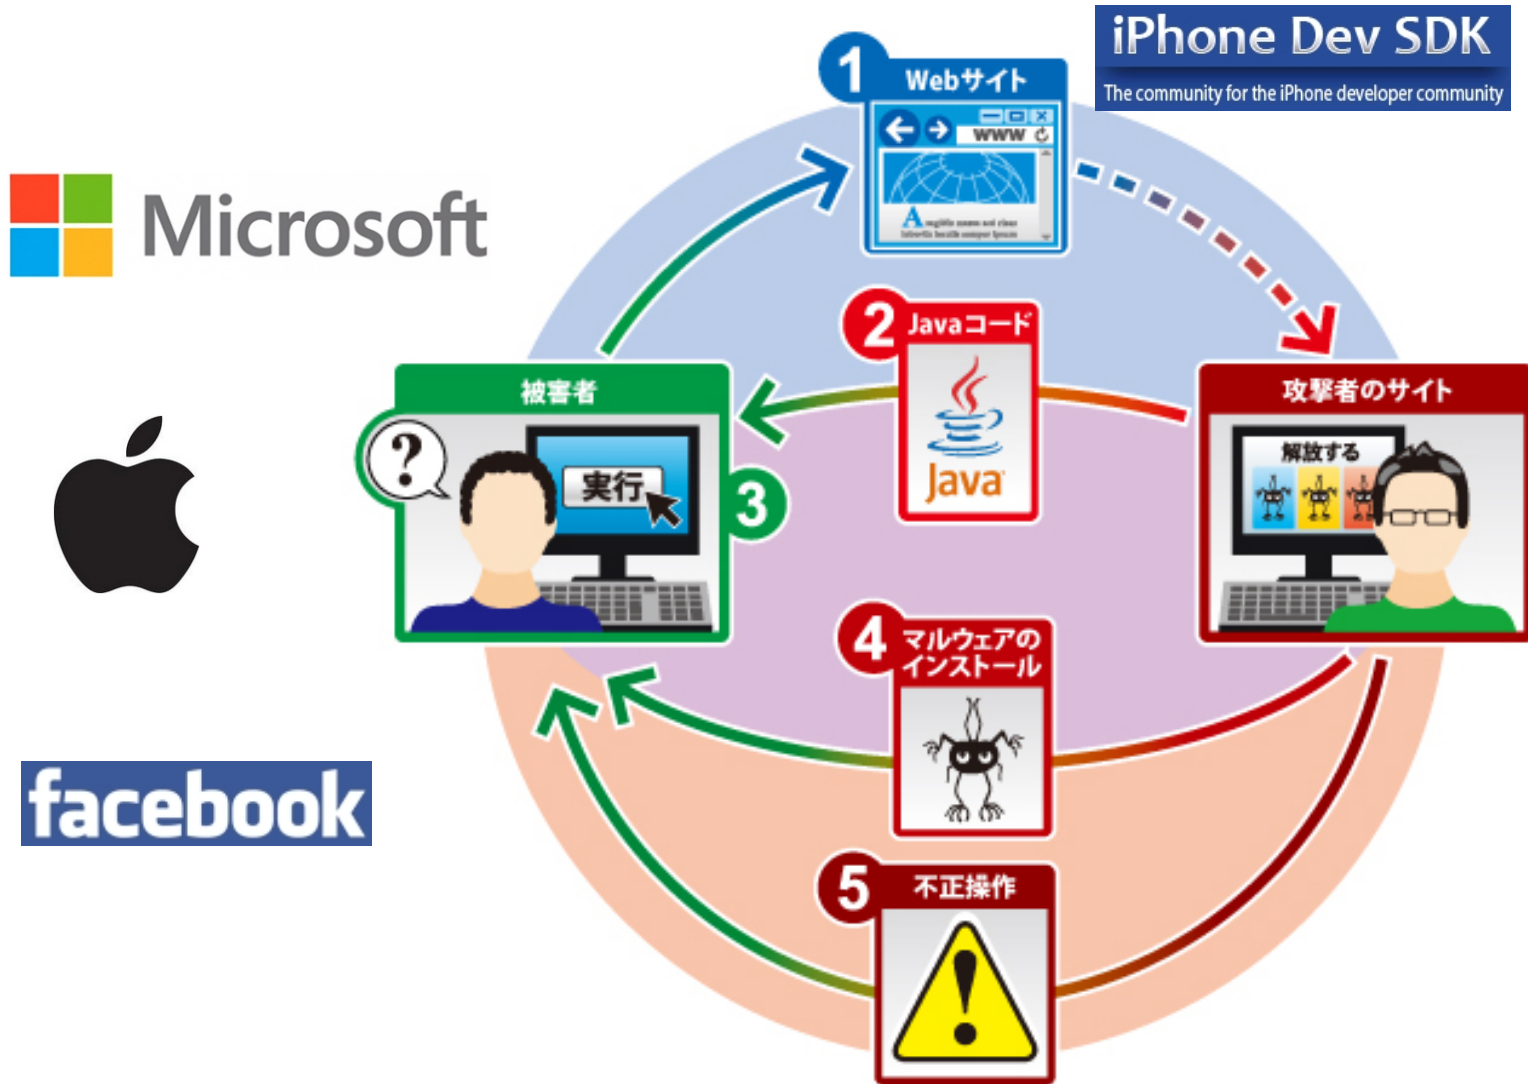 iPhone Dev SDK
The community for the iPhone developer community
1
Webサイト
WWW
Microsoft
2
Javaコード
Java
被害者
?
実行
3
攻撃者のサイト
解放する
4
マルウェアの
インストール
facebook
5
不正操作
!